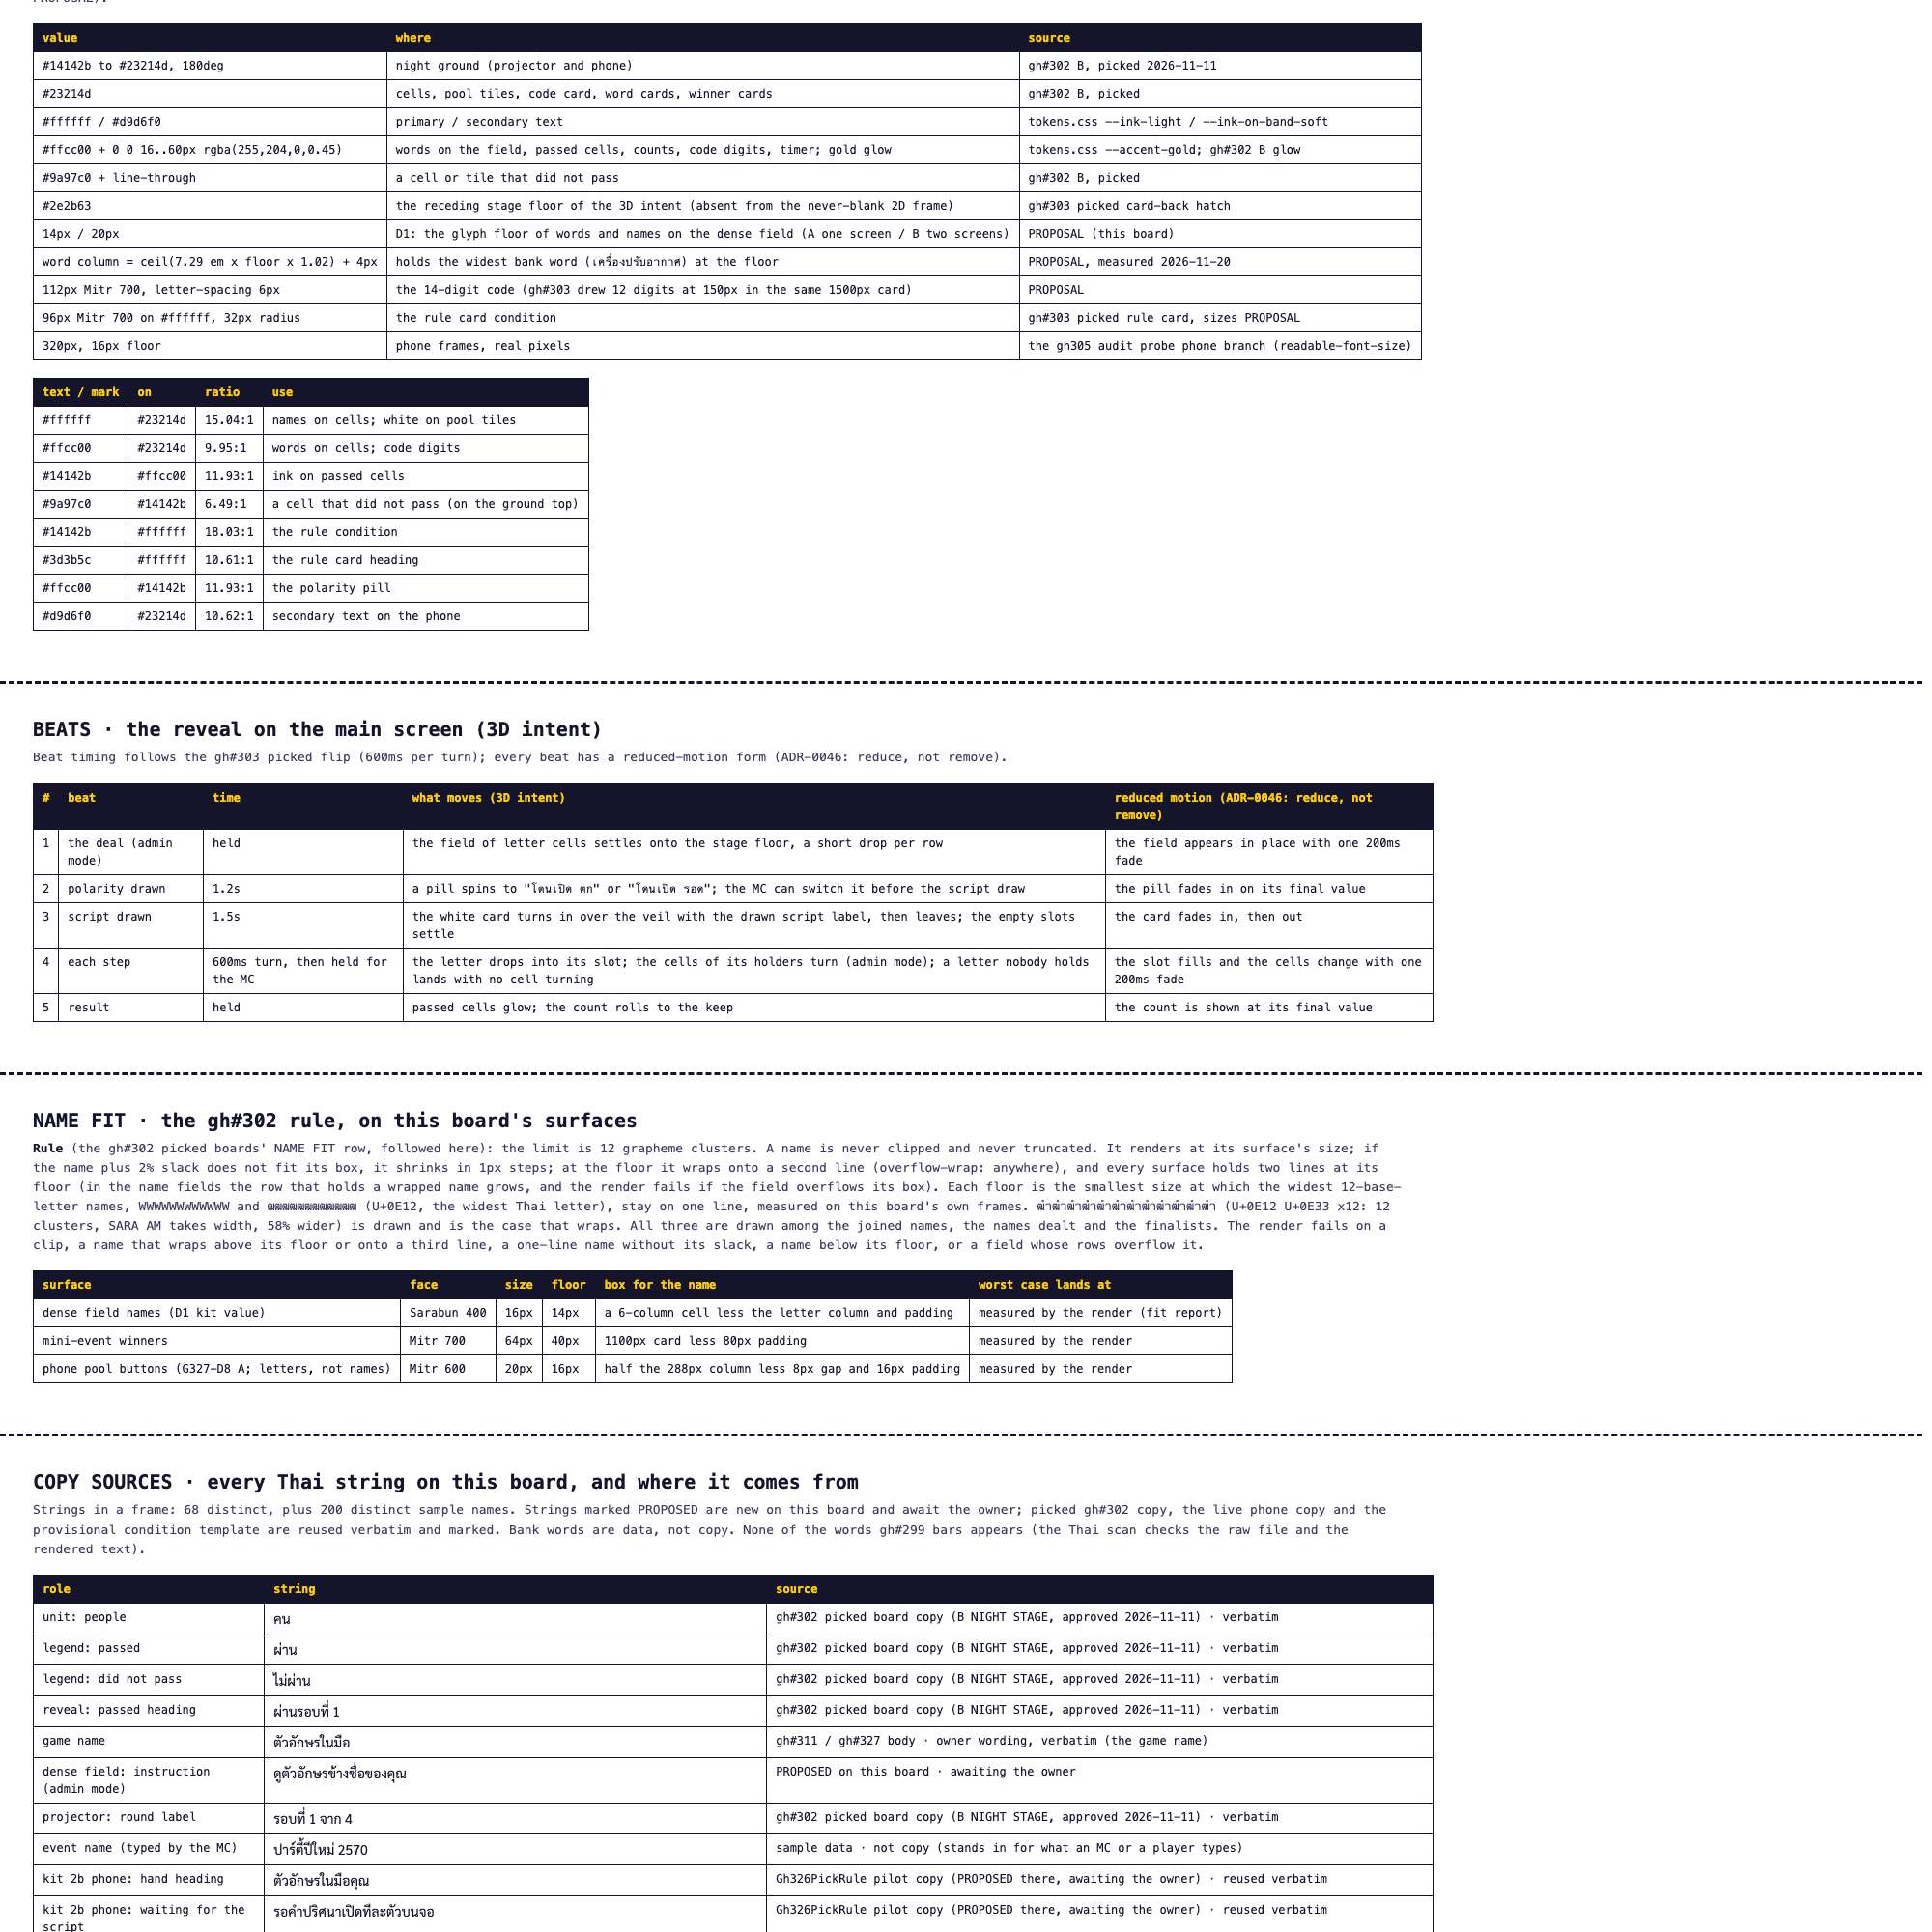 value where source
#14142b to #23214d, 180deg night ground (projector and phone) gh#302 B, picked 2026-11-11
#23214d cells, pool tiles, code card, word cards, winner cards gh#302 B, picked
#ffffff / #d9d6f0 primary / secondary text tokens.css --ink-light / --ink-on-band-soft
#ffcc00 + 0 0 16..60px rgba(255,204,0,0.45) words on the field, passed cells, counts, code digits, timer; gold glow tokens.css --accent-gold; gh#302 B glow
#9a97c0 + line-through a cell or tile that did not pass gh#302 B, picked
#2e2b63 the receding stage floor of the 3D intent (absent from the never-blank 2D frame) gh#303 picked card-back hatch
14px / 20px D1: the glyph floor of words and names on the dense field (A one screen / B two screens) PROPOSAL (this board)
word column = ceil(7.29 em x floor x 1.02) + 4px holds the widest bank word (เครื่องปรับอากาศ) at the floor PROPOSAL, measured 2026-11-20
112px Mitr 700, letter-spacing 6px the 14-digit code (gh#303 drew 12 digits at 150px in the same 1500px card) PROPOSAL
96px Mitr 700 on #ffffff, 32px radius the rule card condition gh#303 picked rule card, sizes PROPOSAL
320px, 16px floor phone frames, real pixels the gh305 audit probe phone branch (readable-font-size)
text / mark on ratio use
#ffffff #23214d 15.04:1 names on cells; white on pool tiles
#ffcc00 #23214d 9.95:1 words on cells; code digits
#14142b #ffcc00 11.93:1 ink on passed cells
#9a97c0 #14142b 6.49:1 a cell that did not pass (on the ground top)
#14142b #ffffff 18.03:1 the rule condition
#3d3b5c #ffffff 10.61:1 the rule card heading
#ffcc00 #14142b 11.93:1 the polarity pill
#d9d6f0 #23214d 10.62:1 secondary text on the phone
BEATS · the reveal on the main screen (3D intent)
Beat timing follows the gh#303 picked flip (600ms per turn); every beat has a reduced-motion form (ADR-0046: reduce, not remove).
# beat time what moves (3D intent) reduced motion (ADR-0046: reduce, not
remove)
1 the deal (admin held the field of letter cells settles onto the stage floor, a short drop per row the field appears in place with one 200ms
mode) fade
2 polarity drawn 1.2s a pill spins to "โดนเปิด ตก" or "โดนเปิด รอด"; the MC can switch it before the script draw the pill fades in on its final value
3 script drawn 1.5s the white card turns in over the veil with the drawn script label, then leaves; the empty slots the card fades in, then out
settle
4 each step 600ms turn, then held for the letter drops into its slot; the cells of its holders turn (admin mode); a letter nobody holds the slot fills and the cells change with one
the MC lands with no cell turning 200ms fade
5 result held passed cells glow; the count rolls to the keep the count is shown at its final value
NAME FIT · the gh#302 rule, on this board's surfaces
Rule (the gh#302 picked boards' NAME FIT row, followed here): the limit is 12 grapheme clusters. A name is never clipped and never truncated. It renders at its surface's size; if
the name plus 2% slack does not fit its box, it shrinks in 1px steps; at the floor it wraps onto a second line (overflow-wrap: anywhere), and every surface holds two lines at its
floor (in the name fields the row that holds a wrapped name grows, and the render fails if the field overflows its box). Each floor is the smallest size at which the widest 12-base-
letter names, WWWWWWWWWWWW and ฒฒฒฒฒฒฒฒฒฒฒฒ (U+0E12, the widest Thai letter), stay on one line, measured on this board's own frames. ฒำฒำฒำฒำฒำฒำฒำฒำฒำฒำฒำฒำ (U+0E12 U+0E33 x12: 12
clusters, SARA AM takes width, 58% wider) is drawn and is the case that wraps. All three are drawn among the joined names, the names dealt and the finalists. The render fails on a
clip, a name that wraps above its floor or onto a third line, a one-line name without its slack, a name below its floor, or a field whose rows overflow it.
surface face size floor box for the name worst case lands at
dense field names (D1 kit value) Sarabun 400 16px 14px a 6-column cell less the letter column and padding measured by the render (fit report)
mini-event winners Mitr 700 64px 40px 1100px card less 80px padding measured by the render
phone pool buttons (G327-D8 A; letters, not names) Mitr 600 20px 16px half the 288px column less 8px gap and 16px padding measured by the render
COPY SOURCES · every Thai string on this board, and where it comes from
Strings in a frame: 68 distinct, plus 200 distinct sample names. Strings marked PROPOSED are new on this board and await the owner; picked gh#302 copy, the live phone copy and the
provisional condition template are reused verbatim and marked. Bank words are data, not copy. None of the words gh#299 bars appears (the Thai scan checks the raw file and the
rendered text).
role string source
unit: people คน gh#302 picked board copy (B NIGHT STAGE, approved 2026-11-11) · verbatim
legend: passed ผ่าน gh#302 picked board copy (B NIGHT STAGE, approved 2026-11-11) · verbatim
legend: did not pass ไม่ผ่าน gh#302 picked board copy (B NIGHT STAGE, approved 2026-11-11) · verbatim
reveal: passed heading ผ่านรอบที่ 1 gh#302 picked board copy (B NIGHT STAGE, approved 2026-11-11) · verbatim
game name ตัวอักษรในมือ gh#311 / gh#327 body · owner wording, verbatim (the game name)
dense field: instruction ดูตัวอักษรข้างชื่อของคุณ PROPOSED on this board · awaiting the owner
(admin mode)
projector: round label รอบที่ 1 จาก 4 gh#302 picked board copy (B NIGHT STAGE, approved 2026-11-11) · verbatim
event name (typed by the MC) ปาร์ตี้ปีใหม่ 2570 sample data · not copy (stands in for what an MC or a player types)
kit 2b phone: hand heading ตัวอักษรในมือคุณ Gh326PickRule pilot copy (PROPOSED there, awaiting the owner) · reused verbatim
kit 2b phone: waiting for the รอคำปริศนาเปิดทีละตัวบนจอ Gh326PickRule pilot copy (PROPOSED there, awaiting the owner) · reused verbatim
script